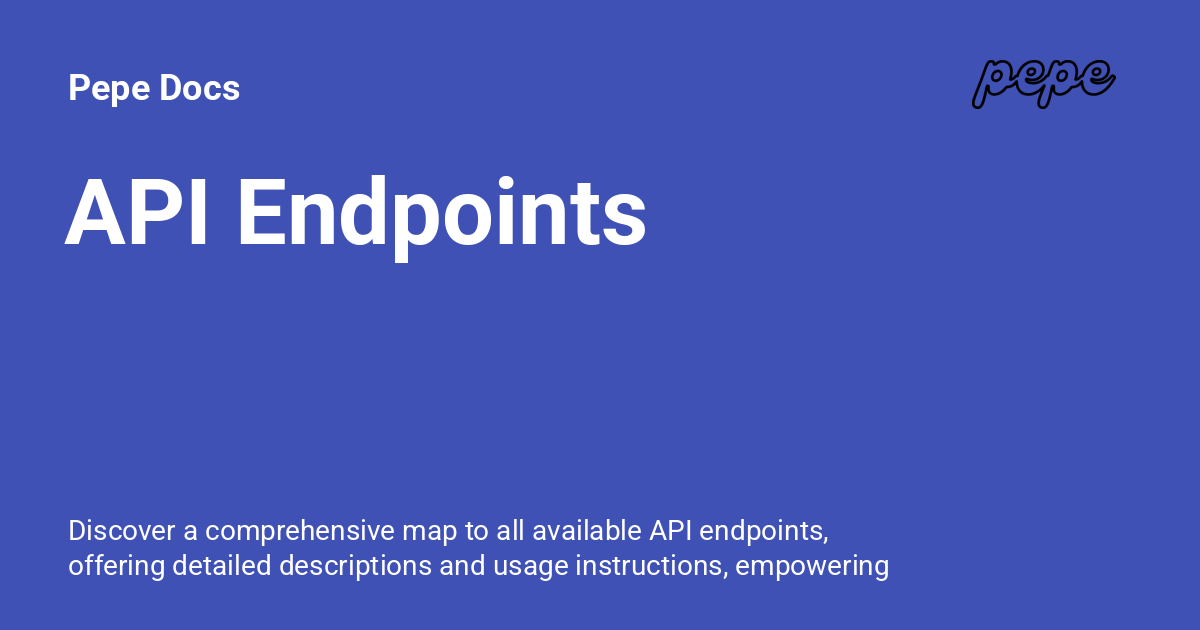 Pepe Docs
pepe
API Endpoints
Discover a comprehensive map to all available API endpoints,
offering detailed descriptions and usage instructions, empowering